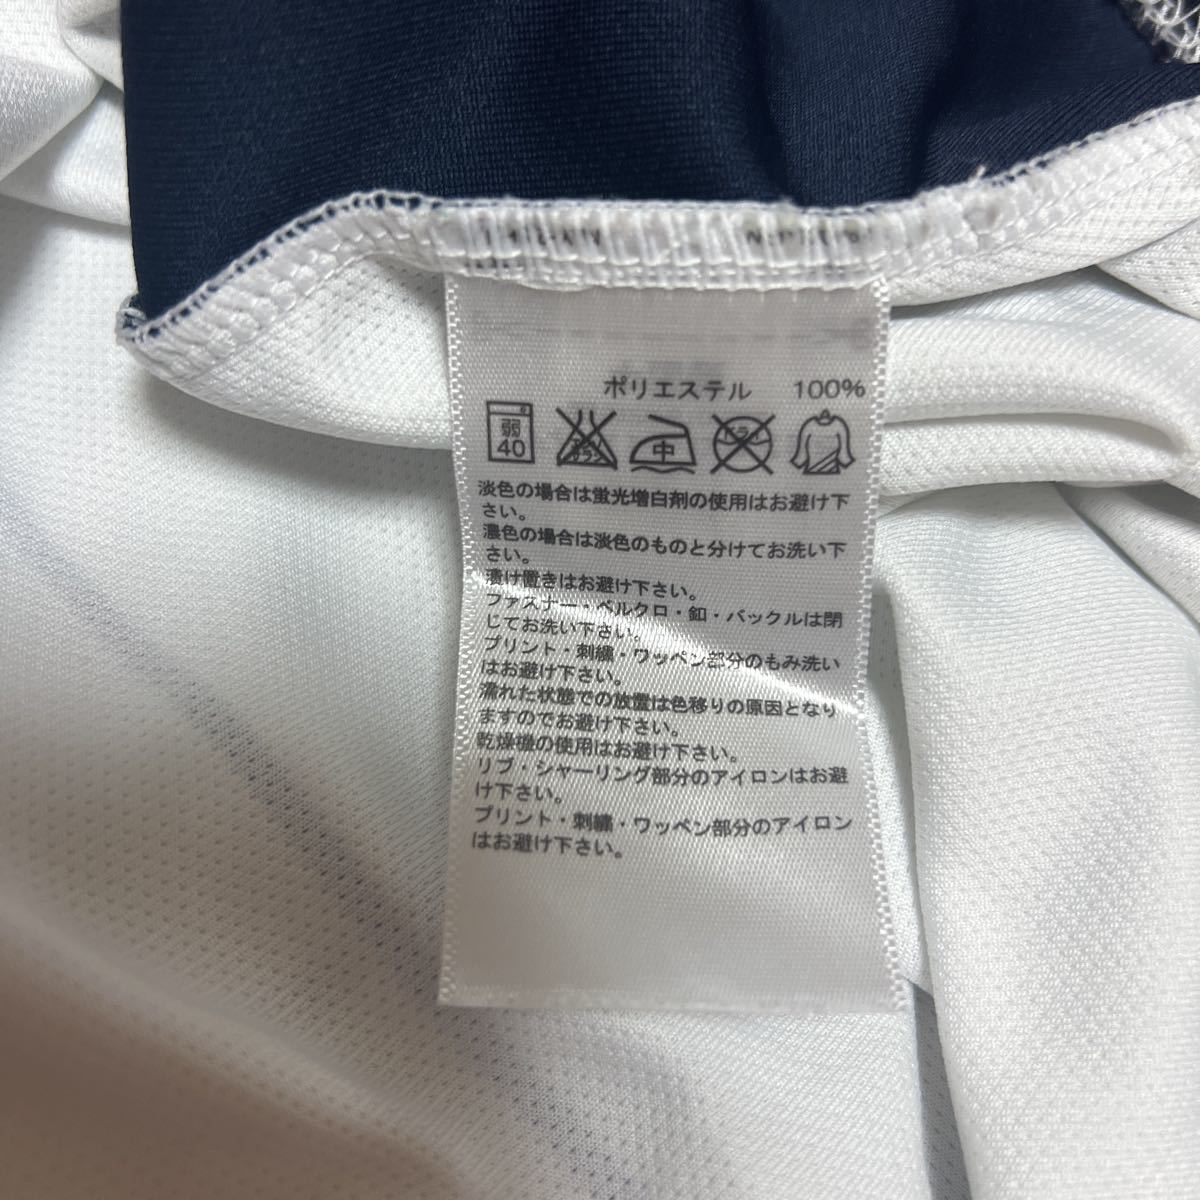 ポリエステル 100%
弱 40 エンソ サラシ 中 ドライ
淡色の場合は蛍光増白剤の使用はお避け下
さい。
濃色の場合は淡色のものと分けてお洗い下
さい。
漬け置きはお避け下さい。
ファスナー・ベルクロ・釦・バックルは閉
じてお洗い下さい。
プリント・刺繍・ワッペン部分のもみ洗い
はお避け下さい。
濡れた状態での放置は色移りの原因となり
ますのでお避け下さい。
乾燥機の使用はお避け下さい。
リブ・シャーリング部分のアイロンはお避
け下さい。
プリント・刺繍・ワッペン部分のアイロン
はお避け下さい。